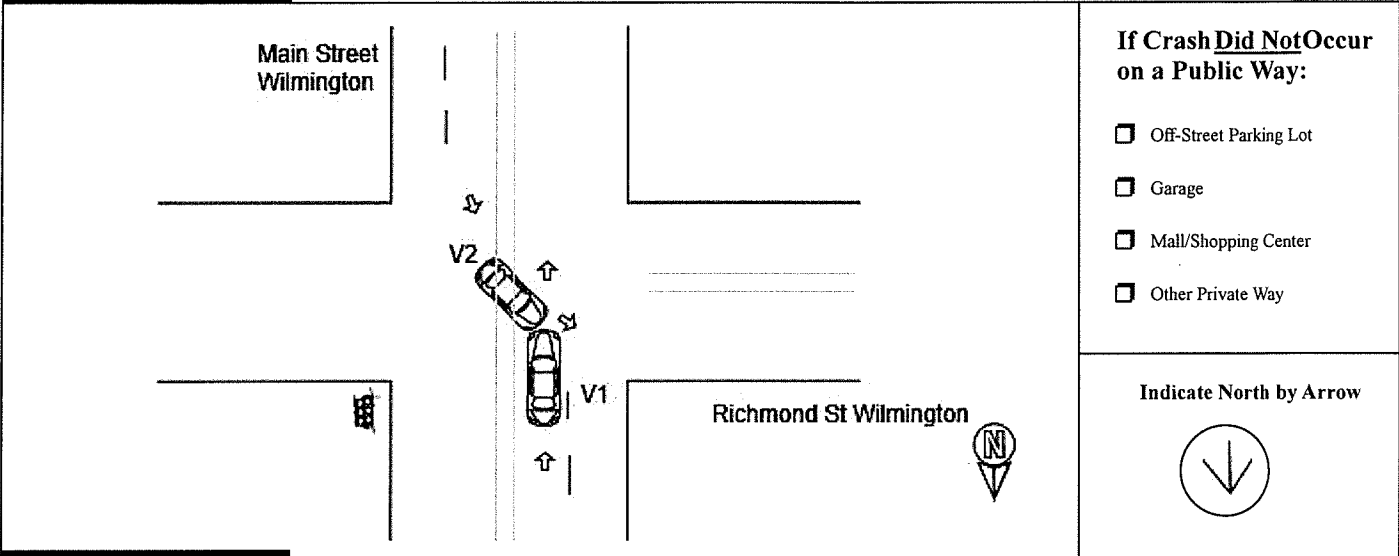 Main Street
Wilmington
V2
V1
Richmond St Wilmington
N
If Crash Did Not Occur
on a Public Way:
Off-Street Parking Lot
Garage
Mall/Shopping Center
Other Private Way
Indicate North by Arrow